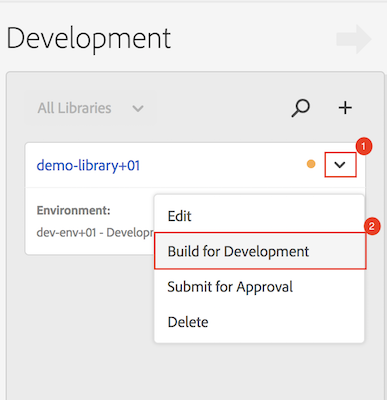 Development
All Libraries
demo-library+01
1
Environment:
dev-env+01 - Developm
Edit
2
Build for Development
Submit for Approval
Delete